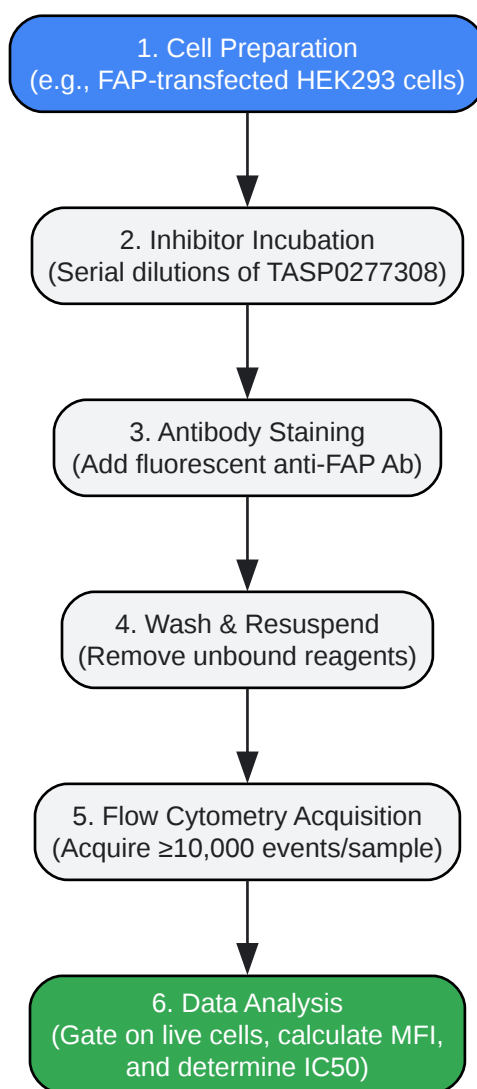 1. Cell Preparation
(e.g., FAP-transfected HEK293 cells)
2. Inhibitor Incubation
(Serial dilutions of TASP0277308)
3. Antibody Staining
(Add fluorescent anti-FAP Ab)
4. Wash & Resuspend
(Remove unbound reagents)
5. Flow Cytometry Acquisition
(Acquire ≥10,000 events/sample)
6. Data Analysis
(Gate on live cells, calculate MFI,
and determine IC50)